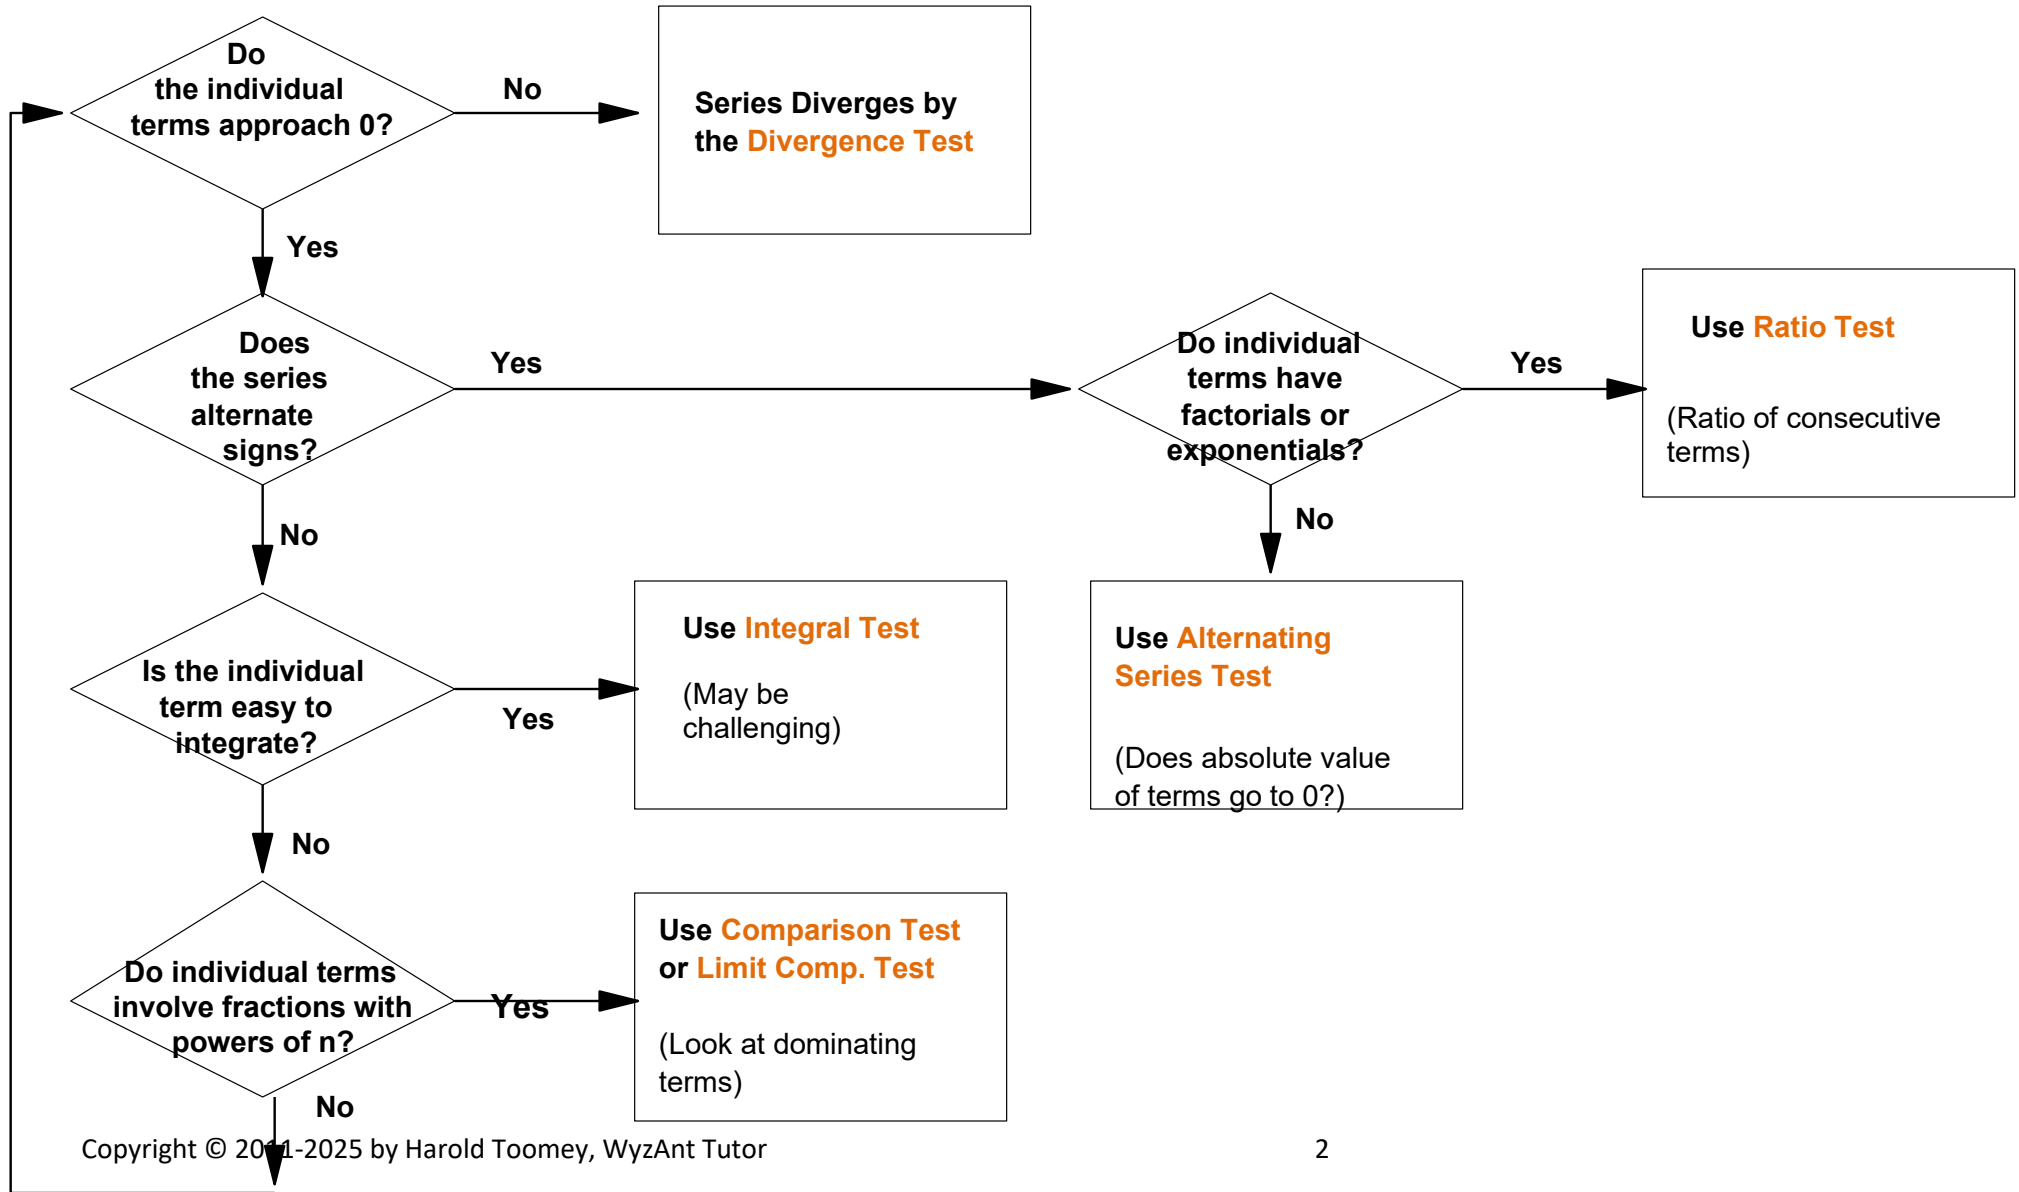 Do
the individual
terms approach 0?
No
Series Diverges by
the Divergence Test
Yes
Does
the series
alternate
signs?
Yes
Do individual
terms have
factorials or
exponentials?
Yes
Use Ratio Test
(Ratio of consecutive
terms)
No
No
Is the individual
term easy to
integrate?
Yes
Use Integral Test
(May be
challenging)
Use Alternating
Series Test
(Does absolute value
of terms go to 0?)
No
Do individual terms
involve fractions with
powers of n?
Yes
Use Comparison Test
or Limit Comp. Test
(Look at dominating
terms)
No
Copyright © 2011-2025 by Harold Toomey, WyzAnt Tutor
2